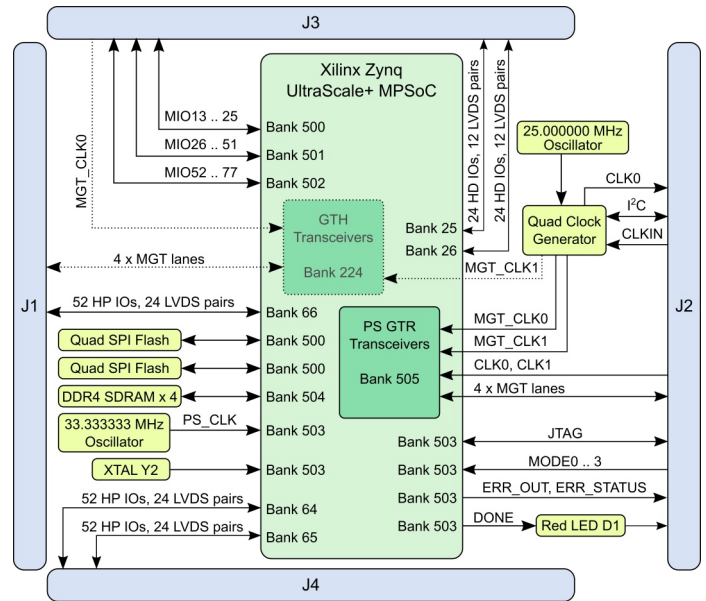 J3
Xilinx Zynq
UltraScale+ MPSoC
MIO13 .. 25
Bank 500
MIO26 .. 51
Bank 501
MIO52 .. 77
Bank 502
MGT_CLK0
24 HD IOs, 12 LVDS pairs
24 HD IOs, 12 LVDS pairs
25.000000 MHz
Oscillator
CLK0
I²C
CLKIN
Quad Clock
Generator
GTH
Transceivers
Bank 224
Bank 25
Bank 26
MGT_CLK1
4 x MGT lanes
J1
J2
52 HP IOs, 24 LVDS pairs
Bank 66
Quad SPI Flash
Bank 500
Quad SPI Flash
Bank 500
DDR4 SDRAM x 4
Bank 504
33.333333 MHz
Oscillator
PS_CLK
Bank 503
XTAL Y2
Bank 503
52 HP IOs, 24 LVDS pairs
Bank 64
52 HP IOs, 24 LVDS pairs
Bank 65
PS GTR
Transceivers
Bank 505
MGT_CLK0
MGT_CLK1
CLK0, CLK1
4 x MGT lanes
Bank 503
JTAG
Bank 503
MODE0 .. 3
Bank 503
ERR_OUT, ERR_STATUS
Bank 503
DONE
Red LED D1
J4